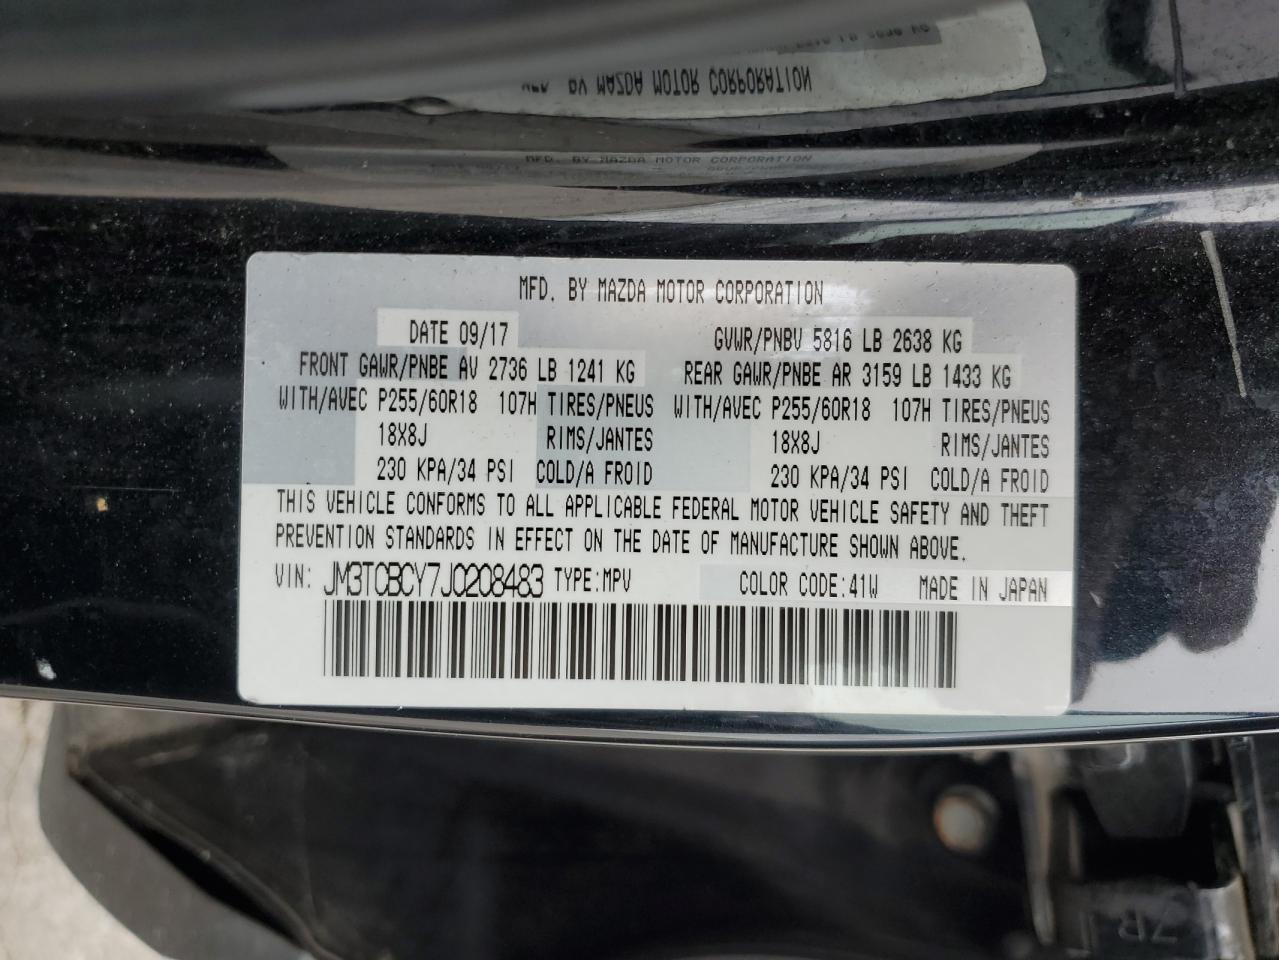 MFD. BY MAZDA MOTOR CORPORATION
DATE 09/17 GVWR/PNBV 5816 LB 2638 KG
FRONT GAWR/PNBE AV 2736 LB 1241 KG REAR GAWR/PNBE AR 3159 LB 1433 KG
WITH/AVEC P255/60R18 107H TIRES/PNEUS WITH/AVEC P255/60R18 107H TIRES/PNEUS
18X8J RIMS/JANTES 18X8J RIMS/JANTES
230 KPA/34 PSI COLD/A FROID 230 KPA/34 PSI COLD/A FROID
THIS VEHICLE CONFORMS TO ALL APPLICABLE FEDERAL MOTOR VEHICLE SAFETY AND THEFT
PREVENTION STANDARDS IN EFFECT ON THE DATE OF MANUFACTURE SHOWN ABOVE.
VIN: JM3TCBCY7J0208483 TYPE:MPV COLOR CODE:41W MADE IN JAPAN